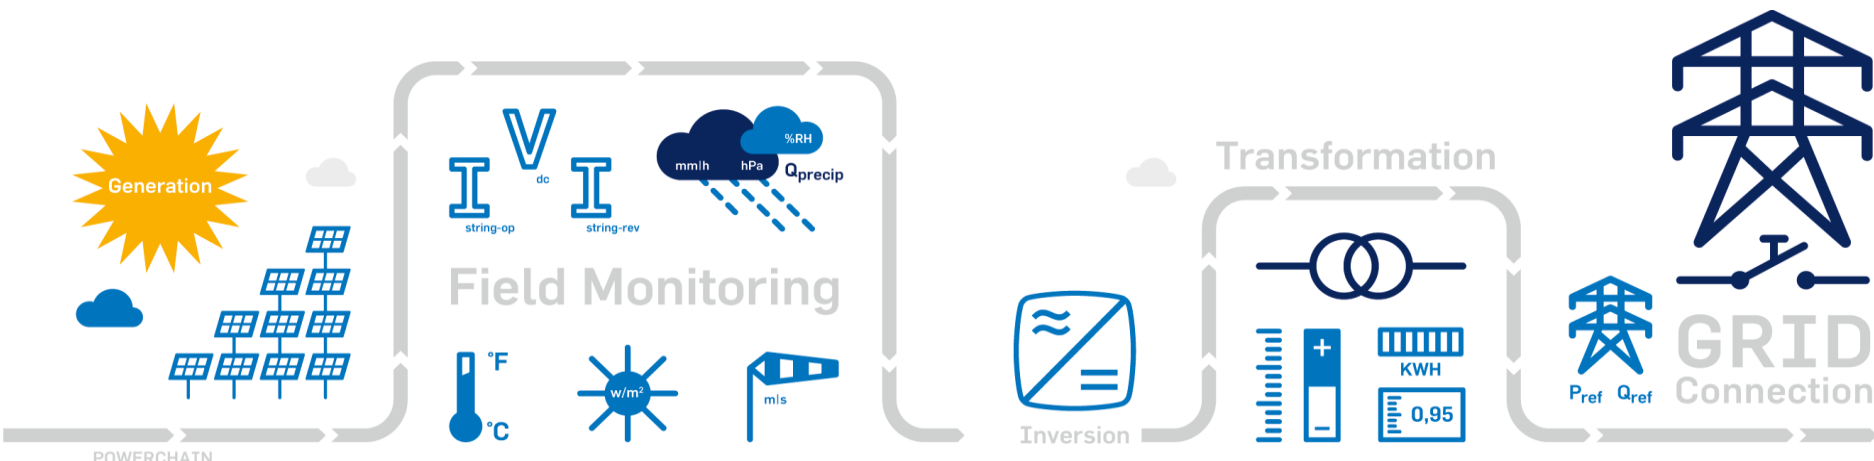 Generation
POWERCHAIN
V
dc
I
string-op
I
string-rev
mm|h
hPa
%RH
Qprecip
Field Monitoring
°F
°C
w/m²
m|s
Inversion
Transformation
+
−
KWH
0,95
Pref Qref
GRID
Connection